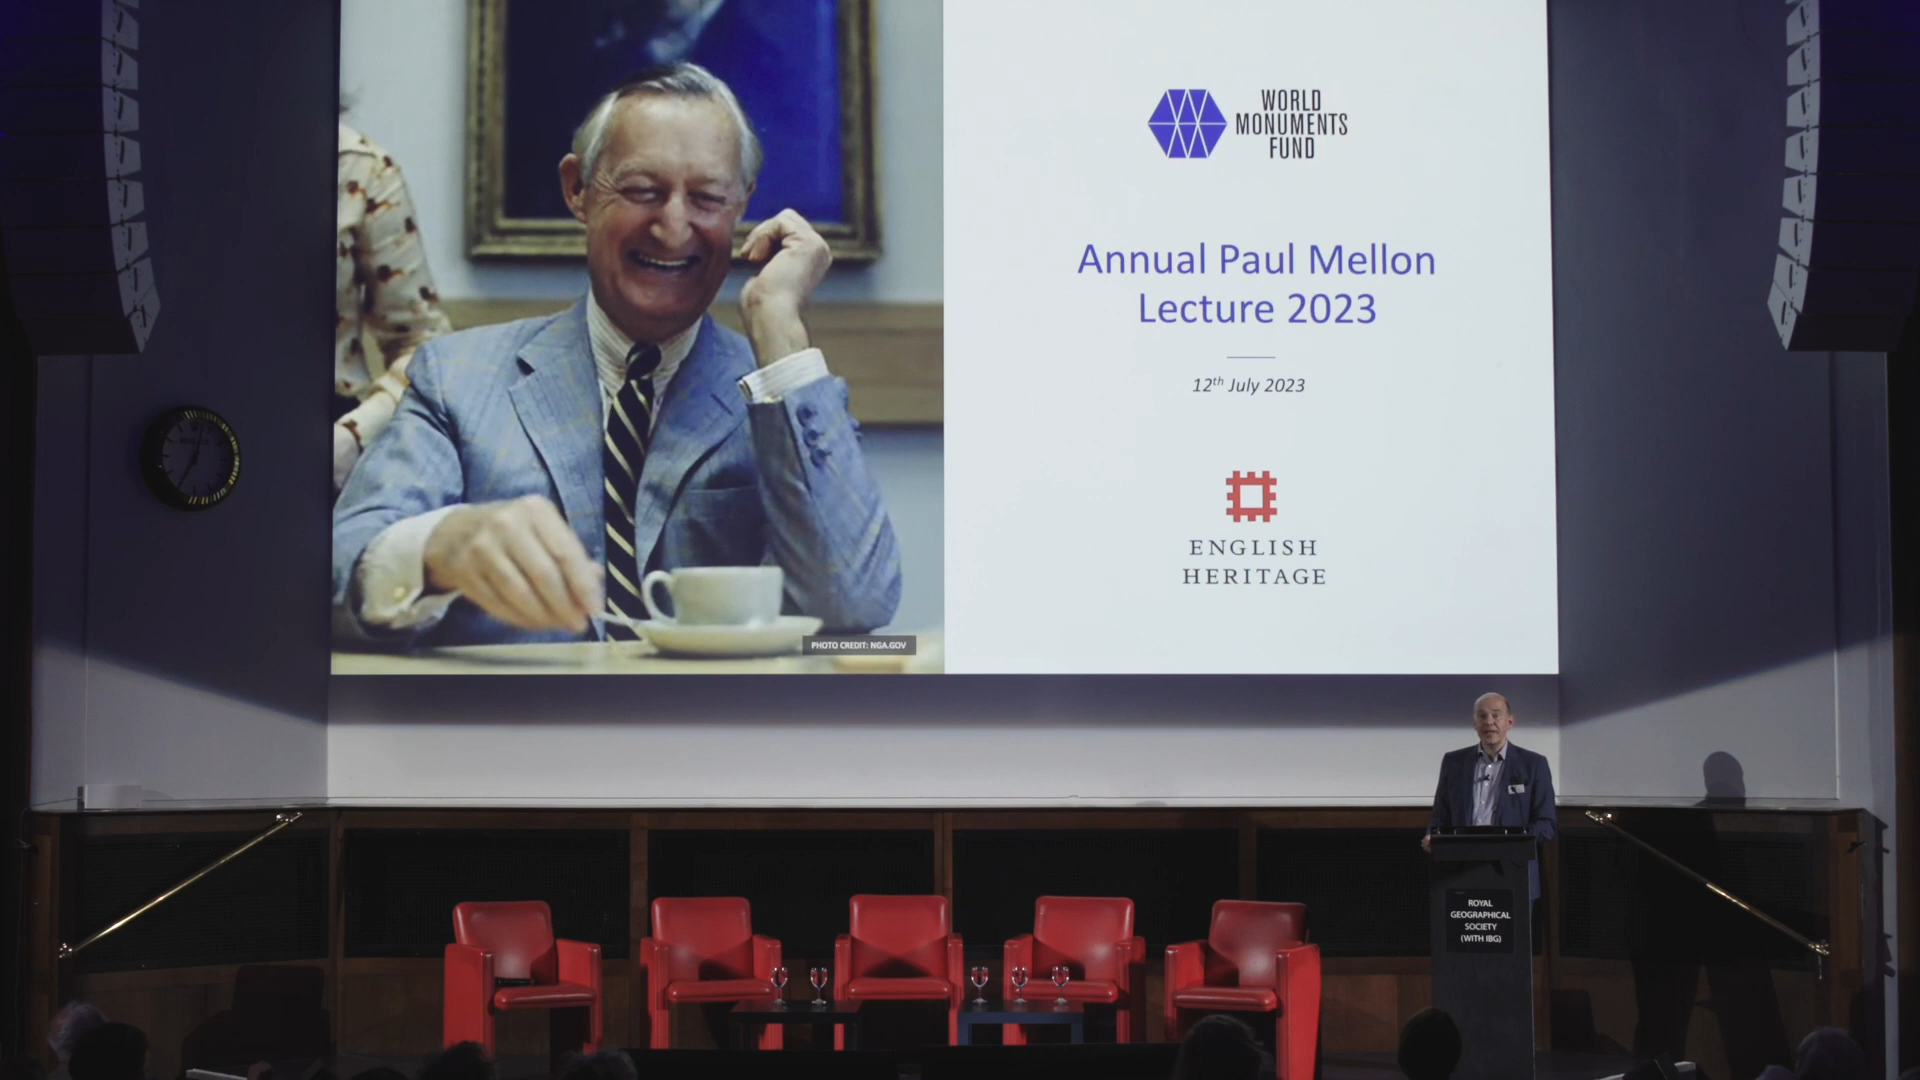 WORLD
MONUMENTS
FUND
Annual Paul Mellon
Lecture 2023
12th July 2023
ENGLISH
HERITAGE
PHOTO CREDIT: NGA.GOV
ROYAL
GEOGRAPHICAL
SOCIETY
(WITH IBG)